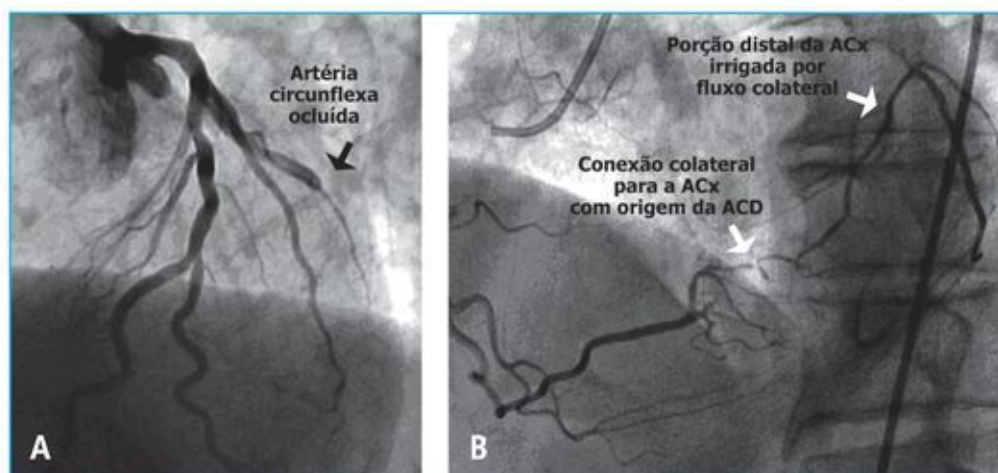 Artéria
circunflexa
ocluída
A
Porção distal da ACx
irrigada por
fluxo colateral
Conexão colateral
para a ACx
com origem da ACD
B